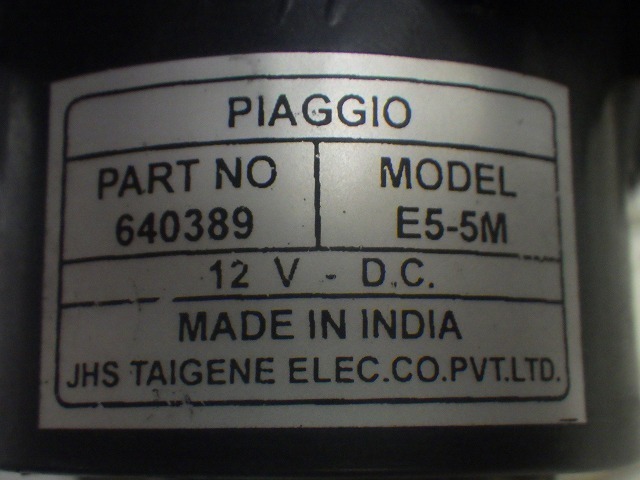 PIAGGIO
PART NO MODEL
640389 E5-5M
12 V - D.C.
MADE IN INDIA
JHS TAIGENE ELEC.CO.PVT.LTD.